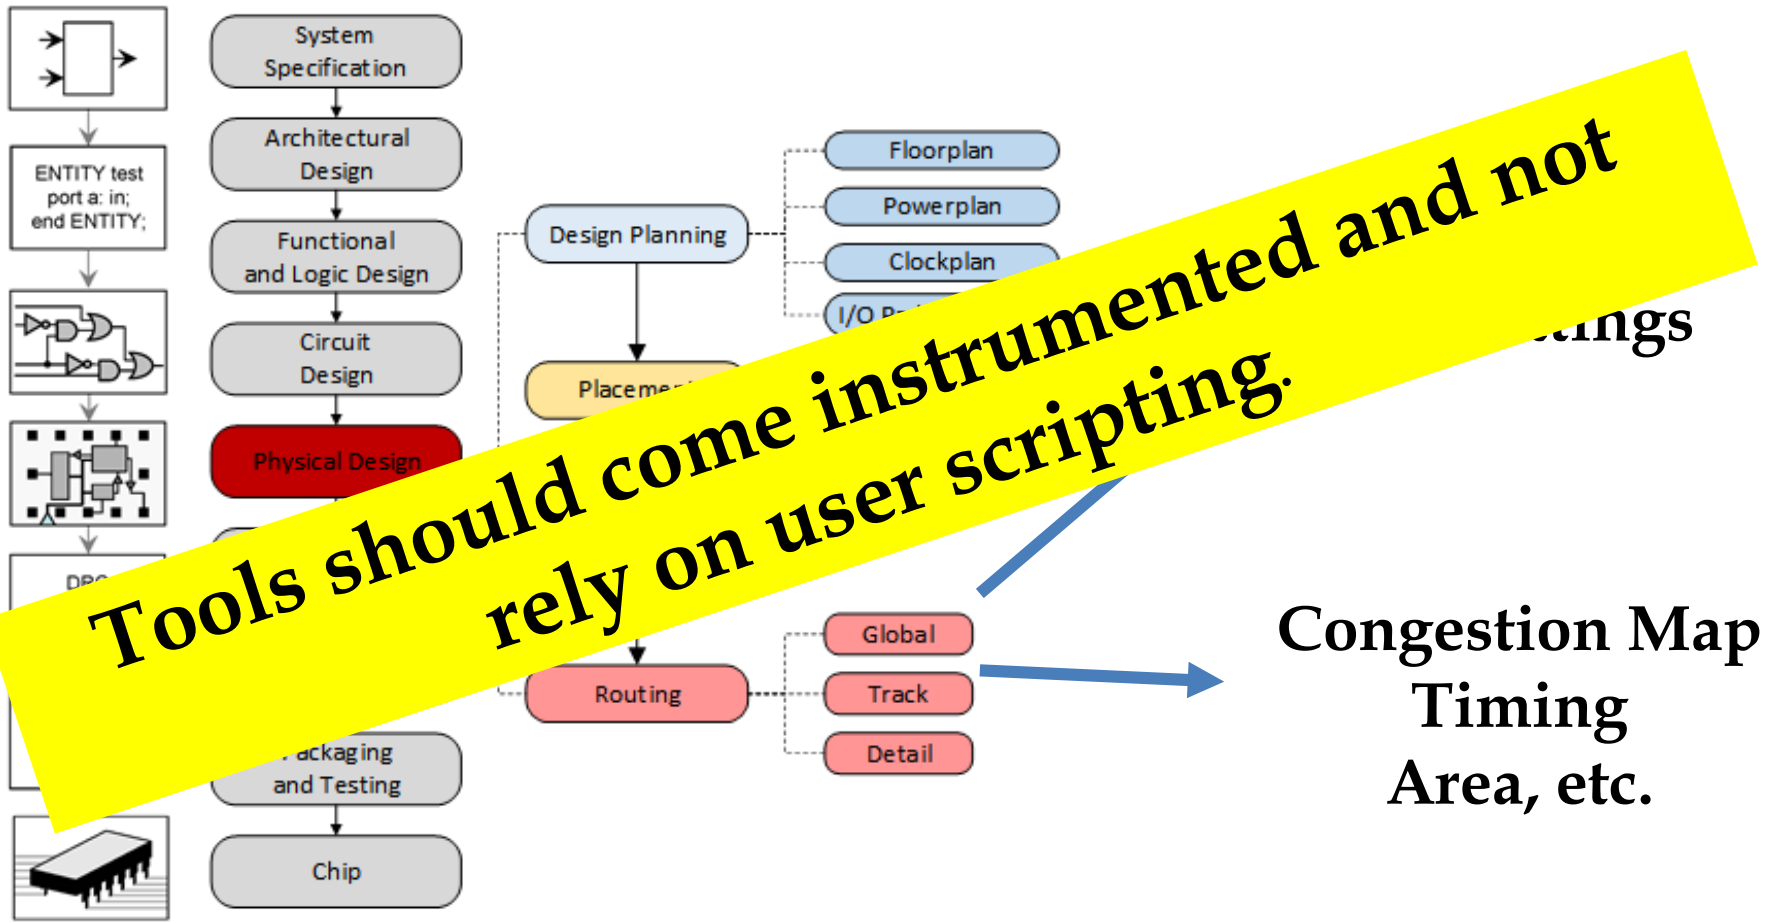 System
Specification
Architectural
Design
ENTITY test
port a: in;
end ENTITY;
Functional
and Logic Design
Circuit
Design
Physical Design
Packaging
and Testing
Chip
Design Planning
Floorplan
Powerplan
Clockplan
I/O
Placement
Routing
Global
Track
Detail
Tools should come instrumented and not
rely on user scripting.
Congestion Map
Timing
Area, etc.